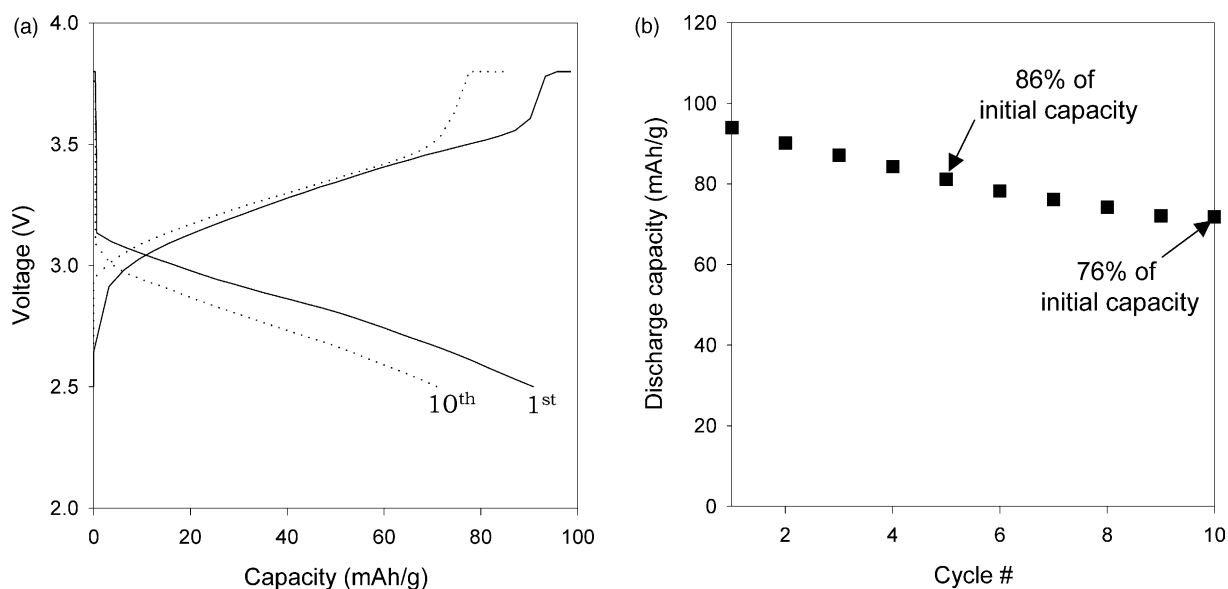 (a)
4.0
3.5
3.0
2.5
2.0
Voltage (V)
0
20
40
60
80
100
Capacity (mAh/g)
10th
1st
(b)
120
100
80
60
40
20
0
Discharge capacity (mAh/g)
86% of
initial capacity
76% of
initial capacity
2
4
6
8
10
Cycle #